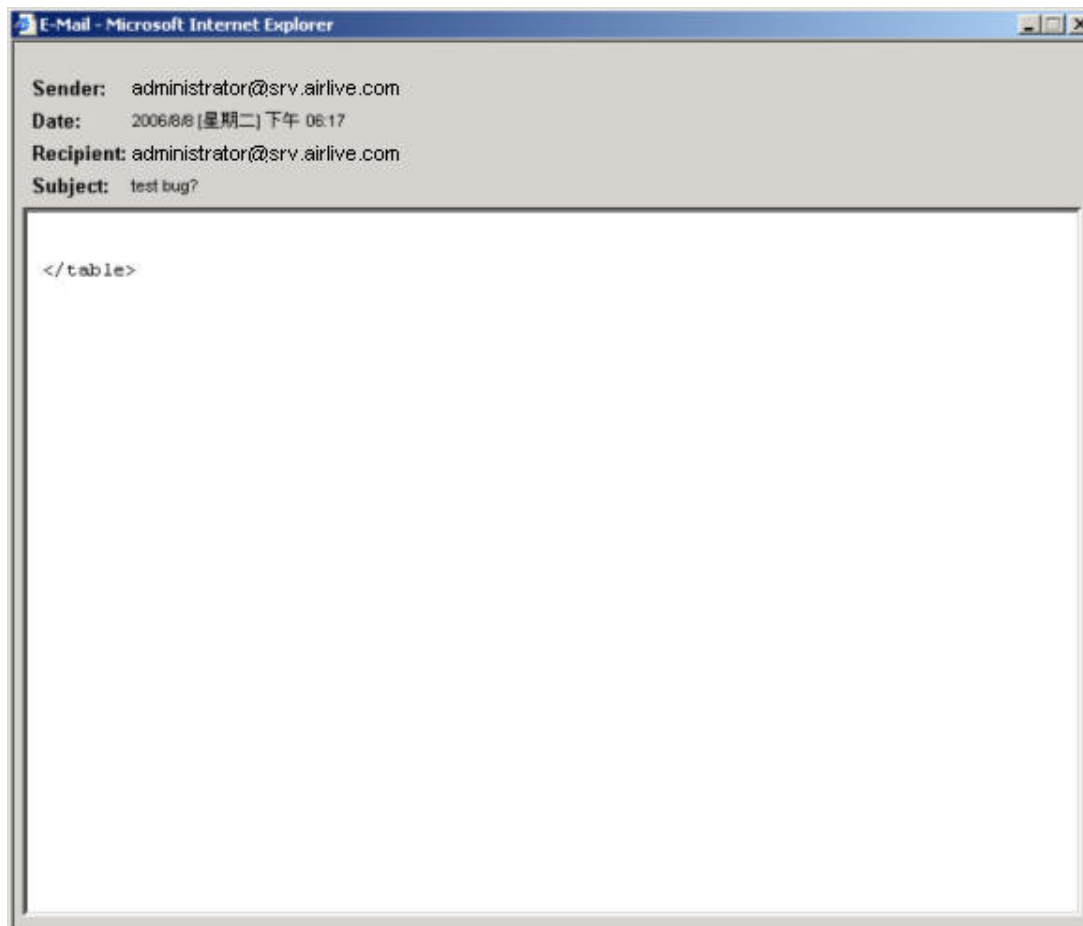 E-Mail - Microsoft Internet Explorer
Sender: administrator@srv.airlive.com
Date: 2006/8/8 [星期二] 下午 06:17
Recipient: administrator@srv.airlive.com
Subject: test bug?
</table>